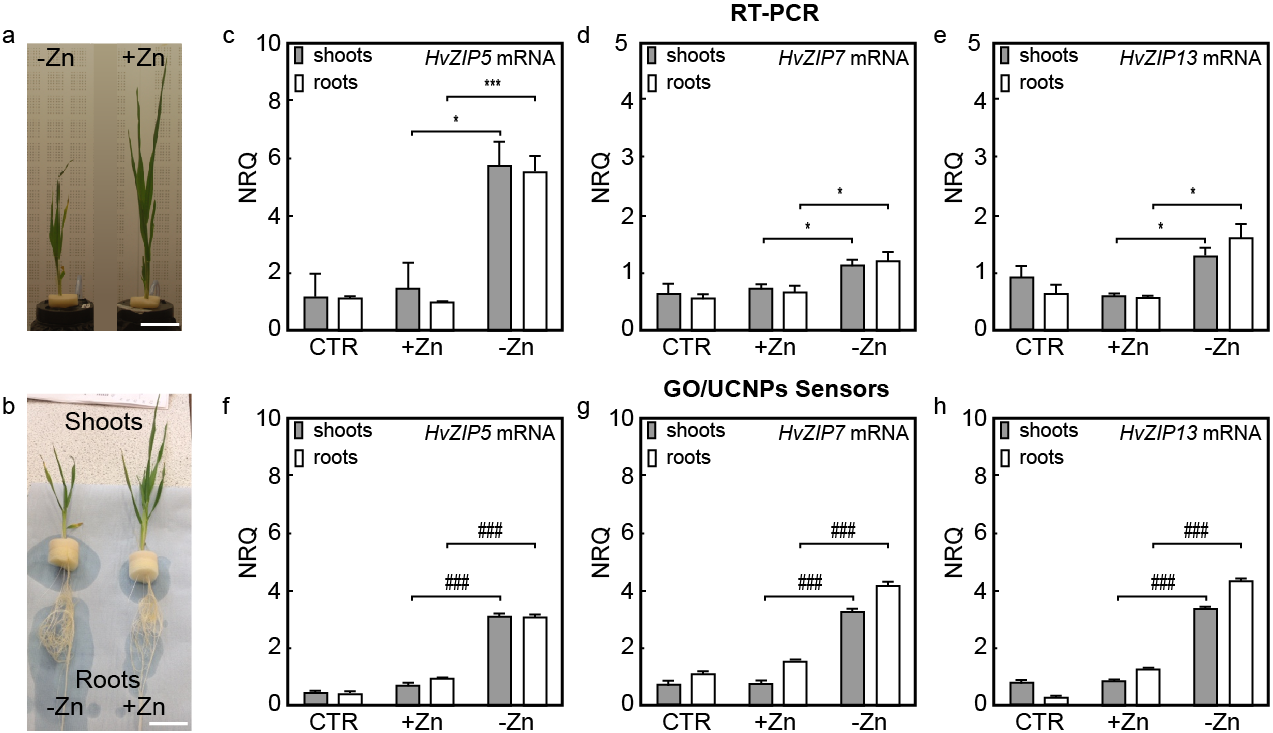 RT-PCR
a
-Zn +Zn
c
10
8
6
4
2
0
NRQ
shoots
roots
HvZIP5 mRNA
***
*
CTR +Zn -Zn
d
5
4
3
2
1
0
NRQ
shoots
roots
HvZIP7 mRNA
*
*
CTR +Zn -Zn
e
5
4
3
2
1
0
NRQ
shoots
roots
HvZIP13 mRNA
*
*
CTR +Zn -Zn
GO/UCNPs Sensors
b
Shoots
Roots
-Zn +Zn
f
10
8
6
4
2
0
NRQ
shoots
roots
HvZIP5 mRNA
###
###
CTR +Zn -Zn
g
10
8
6
4
2
0
NRQ
shoots
roots
HvZIP7 mRNA
###
###
CTR +Zn -Zn
h
10
8
6
4
2
0
NRQ
shoots
roots
HvZIP13 mRNA
###
###
CTR +Zn -Zn